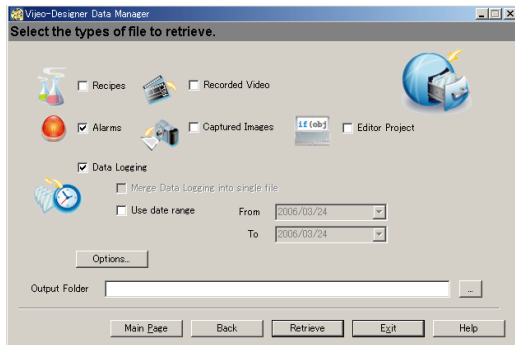 Vijeo-Designer Data Manager
Select the types of file to retrieve.
Recipes
Recorded Video
Alarms
Captured Images
if(obj
Editor Project
Data Logging
Merge Data Logging into single file
Use date range
From
2006/03/24
To
2006/03/24
Options...
Output Folder
...
Main Page
Back
Retrieve
Exit
Help